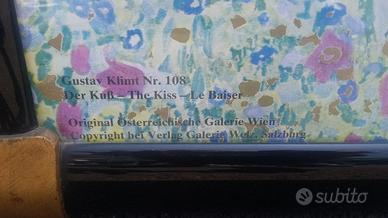 Gustav Klimt Nr. 108
Der Kuß – The Kiss – Le Baiser
Original Österreichische Galerie Wien
Copyright bei Verlag Galerie Welz, Salzburg
subito